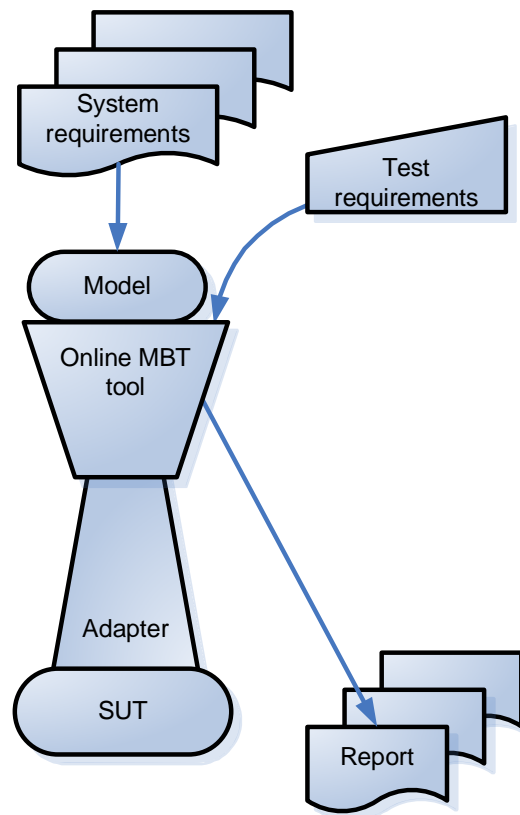 System
requirements
Test
requirements
Model
Online MBT
tool
Adapter
SUT
Report